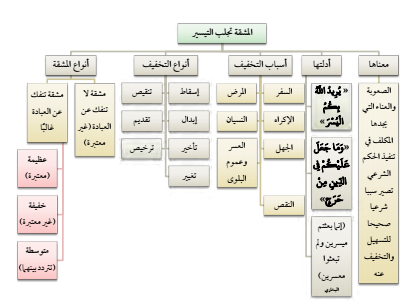 المشقة تجلب التيسير
معناها
أدلتها
أسباب التخفيف
أنواع التخفيف
أنواع المشقة
الصعوبة
والعناء التي
يجدها
المكلف في
تنفيذ الحكم
الشرعي
تصير سببا
شرعيا
صحيحا
للتسهيل
والتخفيف
عنه
« يُرِيدُ اللَّهُ
بِكُمُ
الْيُسْرَ »
«وَمَا جَعَلَ
عَلَيْكُمْ فِي
الدِّينِ مِنْ
حَرَجٍ»
(إنما بعثتم
ميسرين ولم
تبعثوا
معسرين)
البخاري
السفر
الإكراه
الجهل
النقص
المرض
النسيان
العسر
وعموم
البلوى
إسقاط
إبدال
تأخير
تغيير
تنقيص
تقديم
ترخيص
مشقة لا
تنفك عن
العبادة (غير
معتبرة)
مشقة تنفك
عن العبادة
غالبًا
عظيمة
(معتبرة)
خفيفة
(غير معتبرة)
متوسطة
(تتردد بينهما)